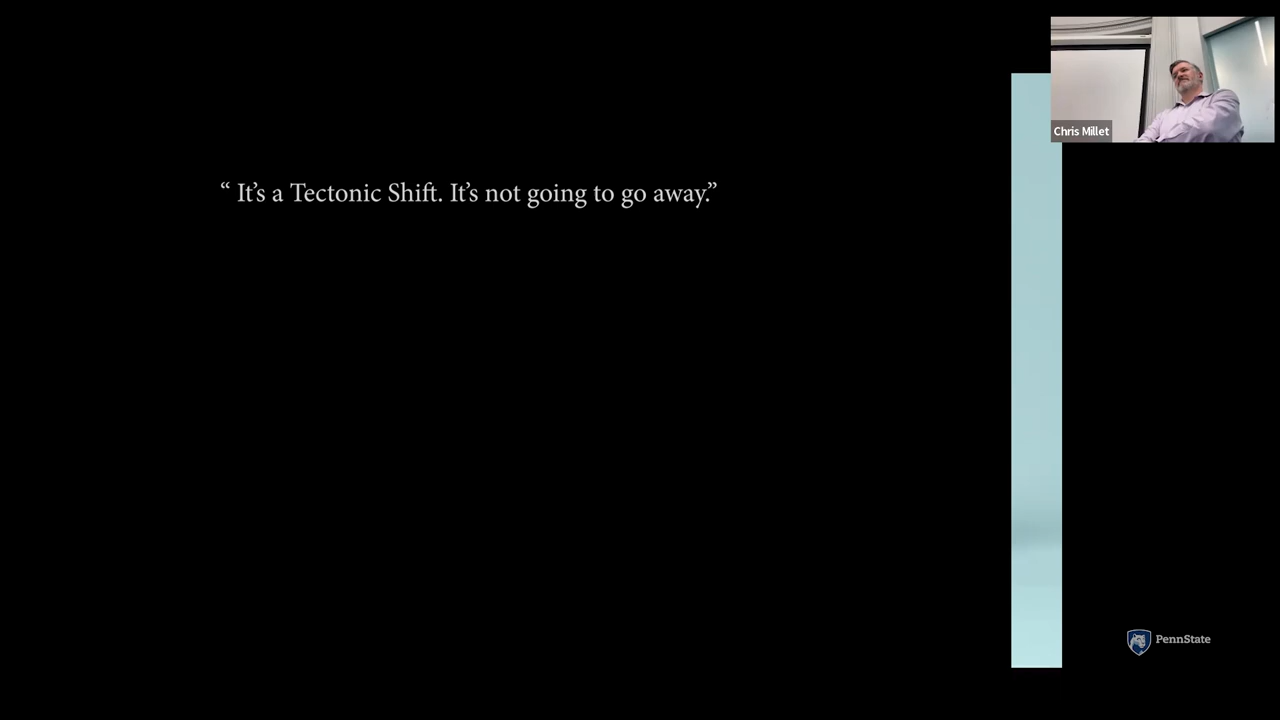 Chris Millet
“ It’s a Tectonic Shift. It’s not going to go away.”
PennState